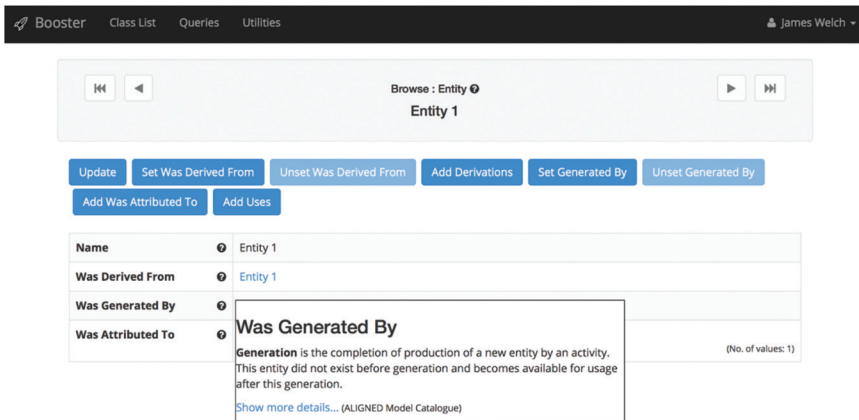 Booster Class List Queries Utilities James Welch
Browse : Entity
Entity 1
Update Set Was Derived From Unset Was Derived From Add Derivations Set Generated By Unset Generated By
Add Was Attributed To Add Uses
Name Entity 1
Was Derived From Entity 1
Was Generated By
Was Attributed To
(No. of values: 1)
Was Generated By
Generation is the completion of production of a new entity by an activity.
This entity did not exist before generation and becomes available for usage
after this generation.
Show more details... (ALIGNED Model Catalogue)